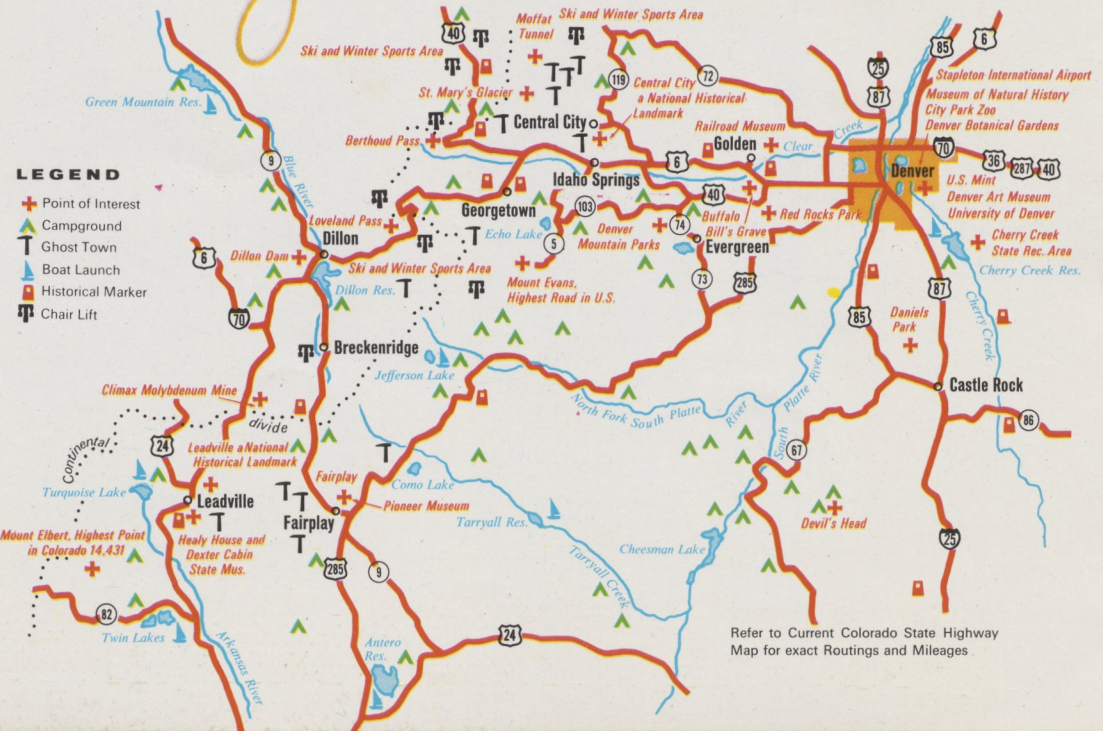 Moffat
Tunnel
Ski and Winter Sports Area
Ski and Winter Sports Area
40
85
6
25
87
119
72
Stapleton International Airport
Museum of Natural History
City Park Zoo
Denver Botanical Gardens
Green Mountain Res.
St. Mary's Glacier
Central City
a National Historical
Landmark
Central City
Berthoud Pass
Railroad Museum
Golden
Clear
Creek
70
36
287
40
6
Denver
9
Blue River
Idaho Springs
LEGEND
Point of Interest
Campground
Ghost Town
Boat Launch
Historical Marker
Chair Lift
Georgetown
103
40
U.S. Mint
Denver Art Museum
University of Denver
Loveland Pass
Echo Lake
5
Denver
Mountain Parks
74
Buffalo
Bill's Grave
Red Rocks Park
Evergreen
Cherry Creek
State Rec. Area
Cherry Creek Res.
Dillon
6
Dillon Dam
Ski and Winter Sports Area
Dillon Res.
Mount Evans,
Highest Road in U.S.
73
285
87
70
85
Daniels
Park
Cherry Creek
Breckenridge
Jefferson Lake
Climax Molybdenum Mine
North Fork South Platte
River
South
Platte River
Castle Rock
86
Continental
divide
24
Leadville a National
Historical Landmark
67
Turquoise Lake
Leadville
Fairplay
Como Lake
Pioneer Museum
Fairplay
Tarryall Res.
Devil's Head
Mount Elbert, Highest Point
in Colorado 14,431
Healy House and
Dexter Cabin
State Mus.
Cheesman Lake
25
Tarryall Creek
285
9
82
Twin Lakes
Arkansas River
Antero
Res.
24
Refer to Current Colorado State Highway
Map for exact Routings and Mileages